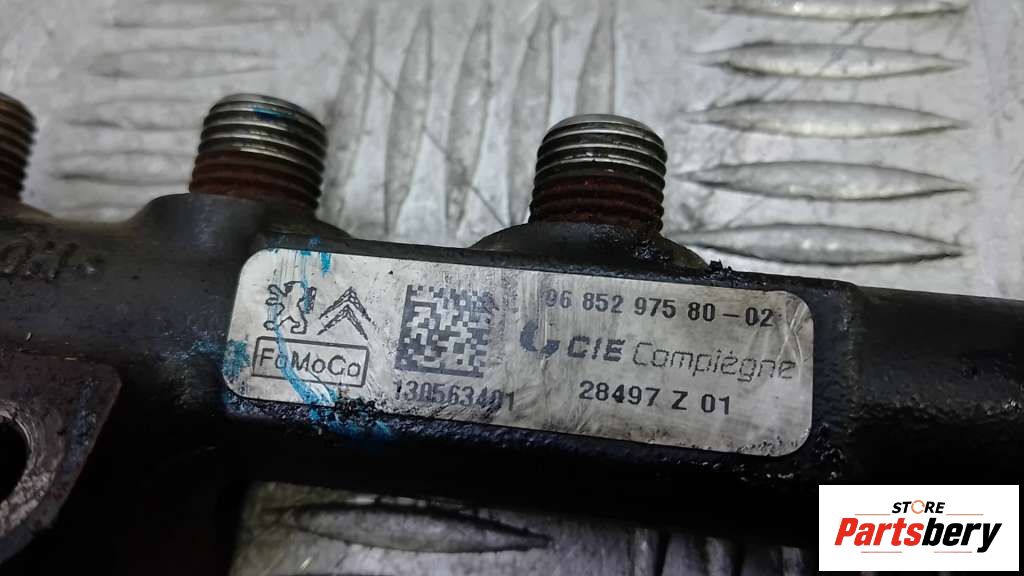 96 852 975 80-02
CIE Compiègne
FoMoCo
130563401
28497 Z 01
STORE
Partsbery